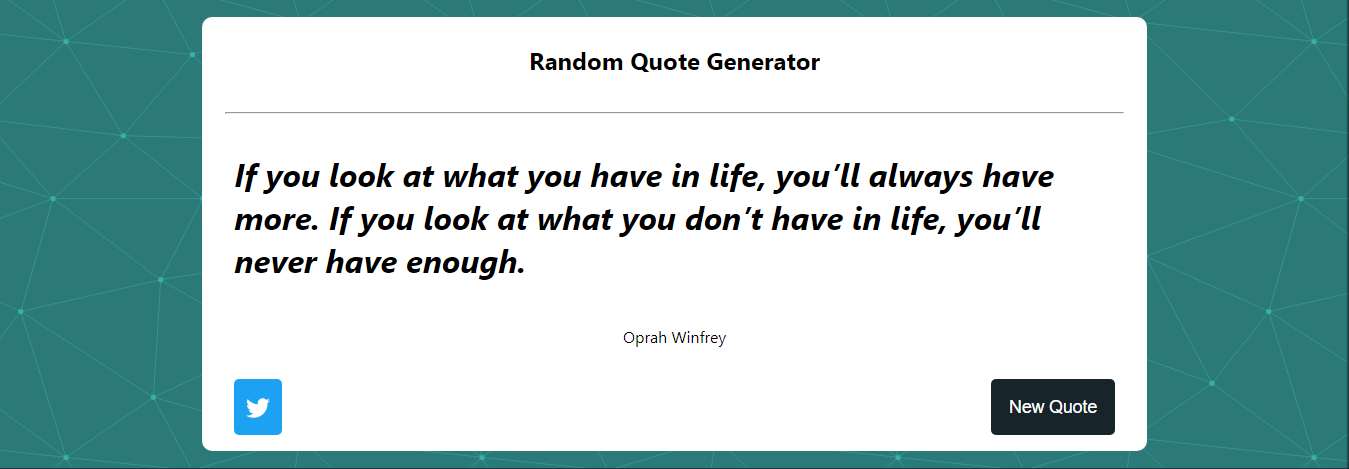 Random Quote Generator
If you look at what you have in life, you’ll always have
more. If you look at what you don’t have in life, you’ll
never have enough.
Oprah Winfrey
New Quote